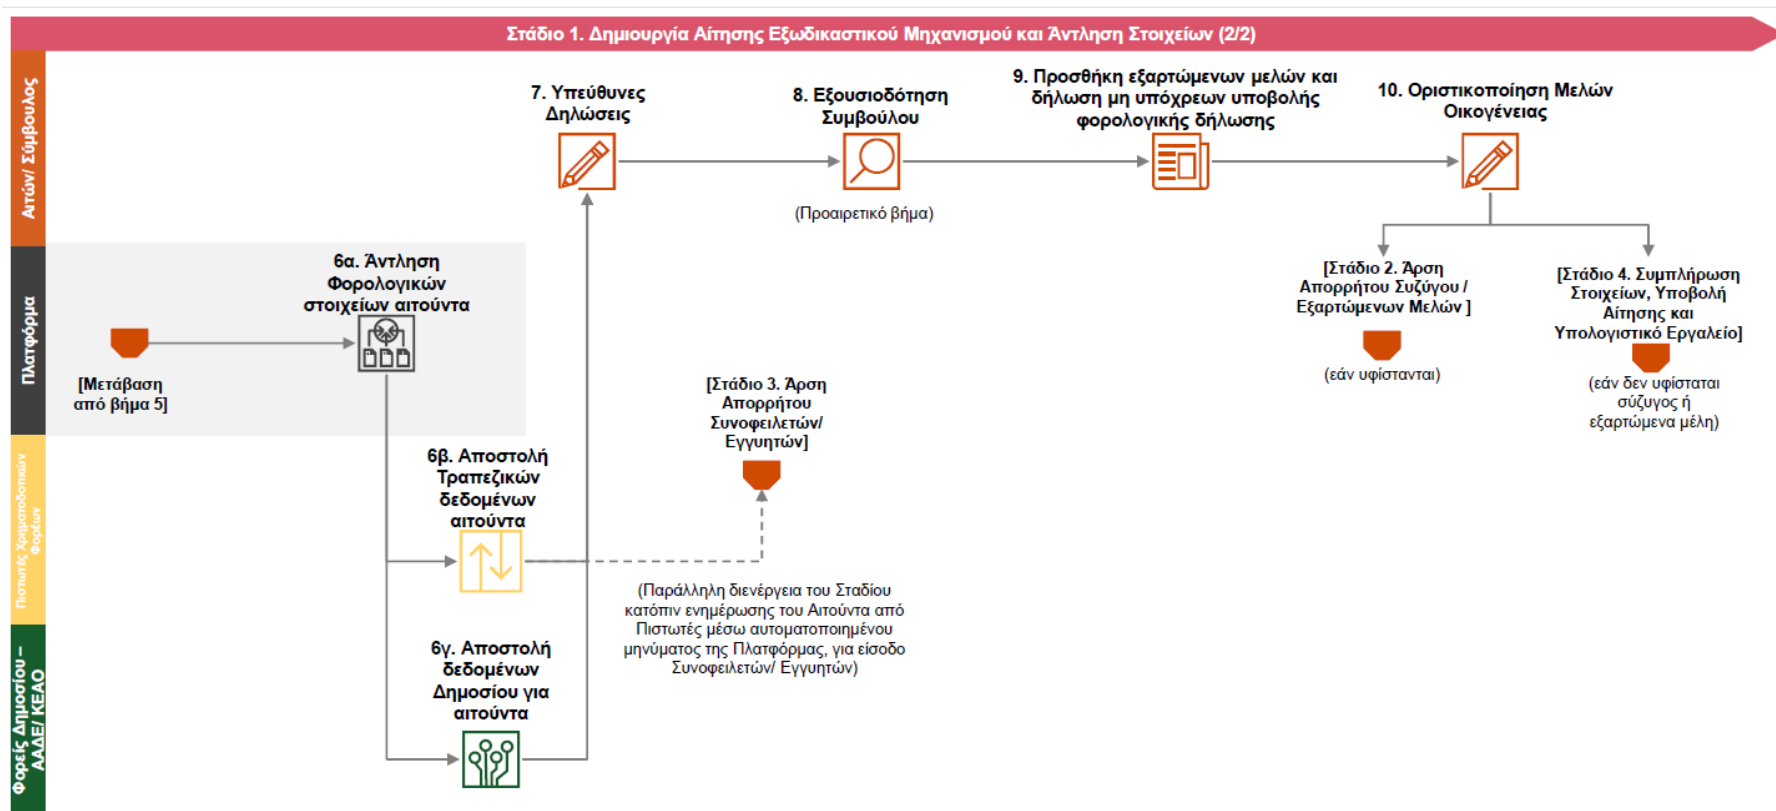 Στάδιο 1. Δημιουργία Αίτησης Εξωδικαστικού Μηχανισμού και Άντληση Στοιχείων (2/2)
Αιτών/ Σύμβουλος
7. Υπεύθυνες
Δηλώσεις
8. Εξουσιοδότηση
Συμβούλου
(Προαιρετικό βήμα)
9. Προσθήκη εξαρτώμενων μελών και
δήλωση μη υπόχρεων υποβολής
φορολογικής δήλωσης
10. Οριστικοποίηση Μελών
Οικογένειας
Πλατφόρμα
[Μετάβαση
από βήμα 5]
6α. Άντληση
Φορολογικών
στοιχείων αιτούντα
[Στάδιο 3. Άρση
Απορρήτου
Συνοφειλετών/
Εγγυητών]
[Στάδιο 2. Άρση
Απορρήτου Συζύγου /
Εξαρτώμενων Μελών ]
(εάν υφίστανται)
[Στάδιο 4. Συμπλήρωση
Στοιχείων, Υποβολή
Αίτησης και
Υπολογιστικό Εργαλείο]
(εάν δεν υφίσταται
σύζυγος ή
εξαρτώμενα μέλη)
Πιστωτές Χρηματοδοτικών
Φορέων
6β. Αποστολή
Τραπεζικών
δεδομένων
αιτούντα
(Παράλληλη διενέργεια του Σταδίου
κατόπιν ενημέρωσης του Αιτούντα από
Πιστωτές μέσω αυτοματοποιημένου
μηνύματος της Πλατφόρμας, για είσοδο
Συνοφειλετών/ Εγγυητών)
Φορείς Δημοσίου –
ΑΑΔΕ/ ΚΕΑΟ
6γ. Αποστολή
δεδομένων
Δημοσίου για
αιτούντα